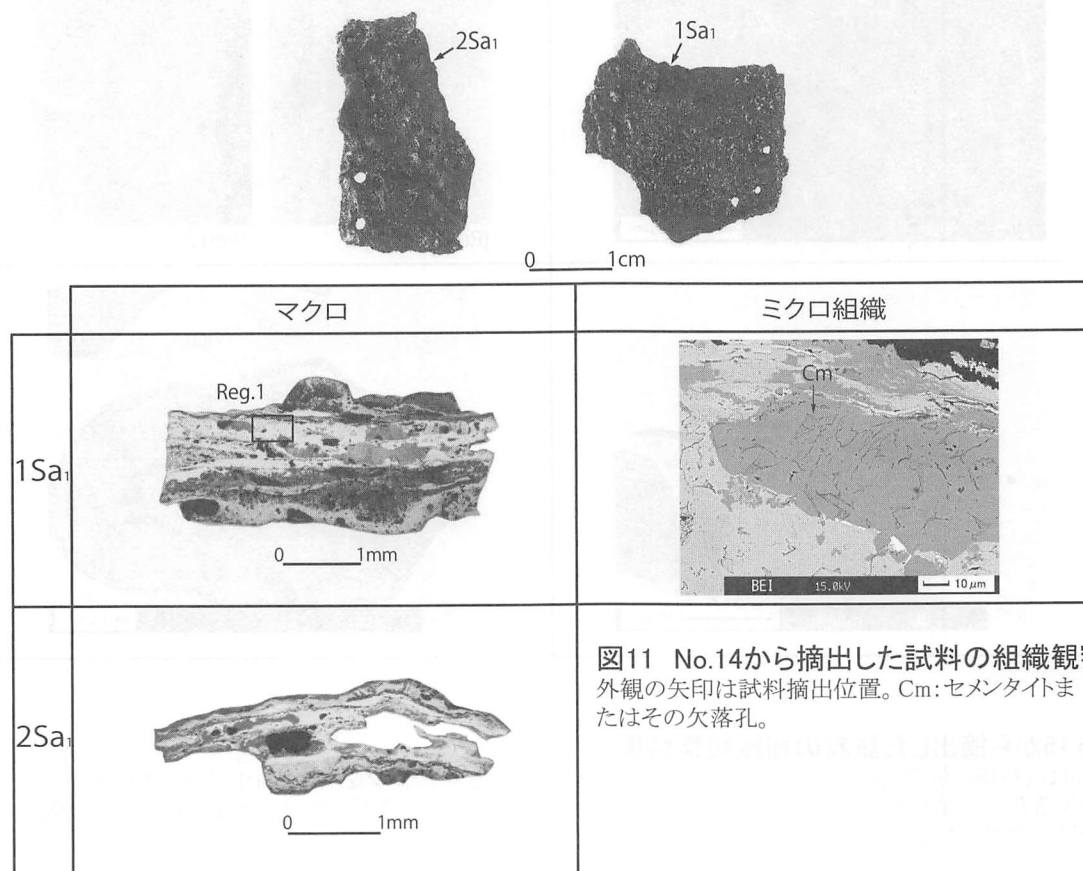 2Sa1
1Sa1
0 1cm
マクロ
ミクロ組織
1Sa1
Reg.1
0 1mm
Cm
BEI 15.0kV 10μm
2Sa1
0 1mm
図11 No.14から摘出した試料の組織観
外観の矢印は試料摘出位置。Cm:セメンタイトま
たはその欠落孔。